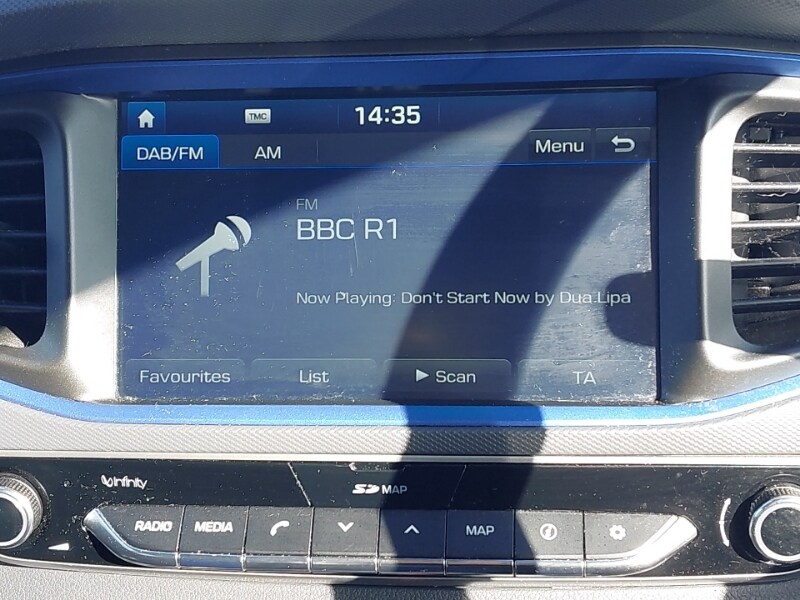 TMC 14:35
DAB/FM AM Menu
FM
BBC R1
Now Playing: Don't Start Now by Dua Lipa
Favourites List Scan TA
Infinity SD MAP
RADIO MEDIA MAP